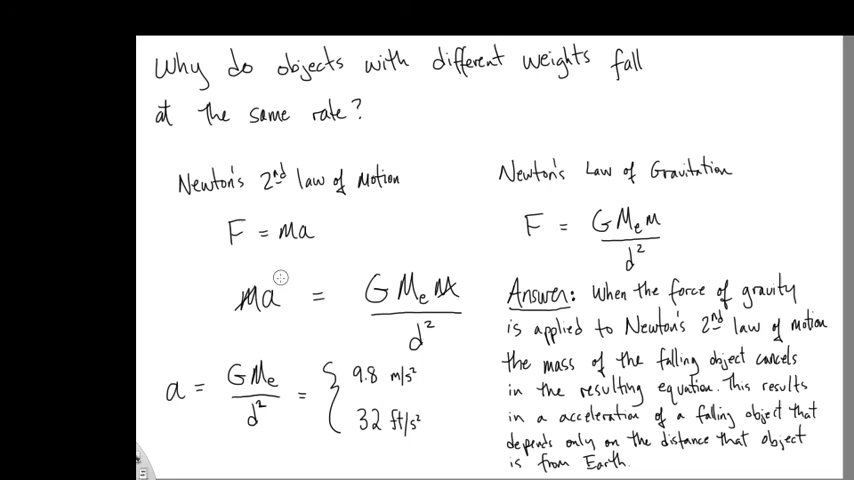 Why do objects with different weights fall
at the same rate?
Newton's 2nd law of Motion
F = ma
ma = GMem/d²
a = GMe/d² = { 9.8 m/s²
32 ft/s²
Newton's Law of Gravitation
F = GMem/d²
Answer: When the force of gravity
is applied to Newton's 2nd law of motion
the mass of the falling object cancels
in the resulting equation. This results
in a acceleration of a falling object that
depends only on the distance that object
is from Earth.